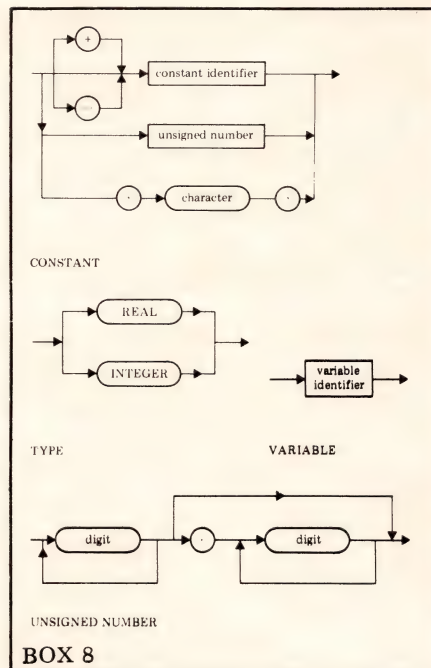 +
constant identifier
unsigned number
character
CONSTANT
REAL
INTEGER
variable
identifier
TYPE VARIABLE
digit . digit
UNSIGNED NUMBER
BOX 8